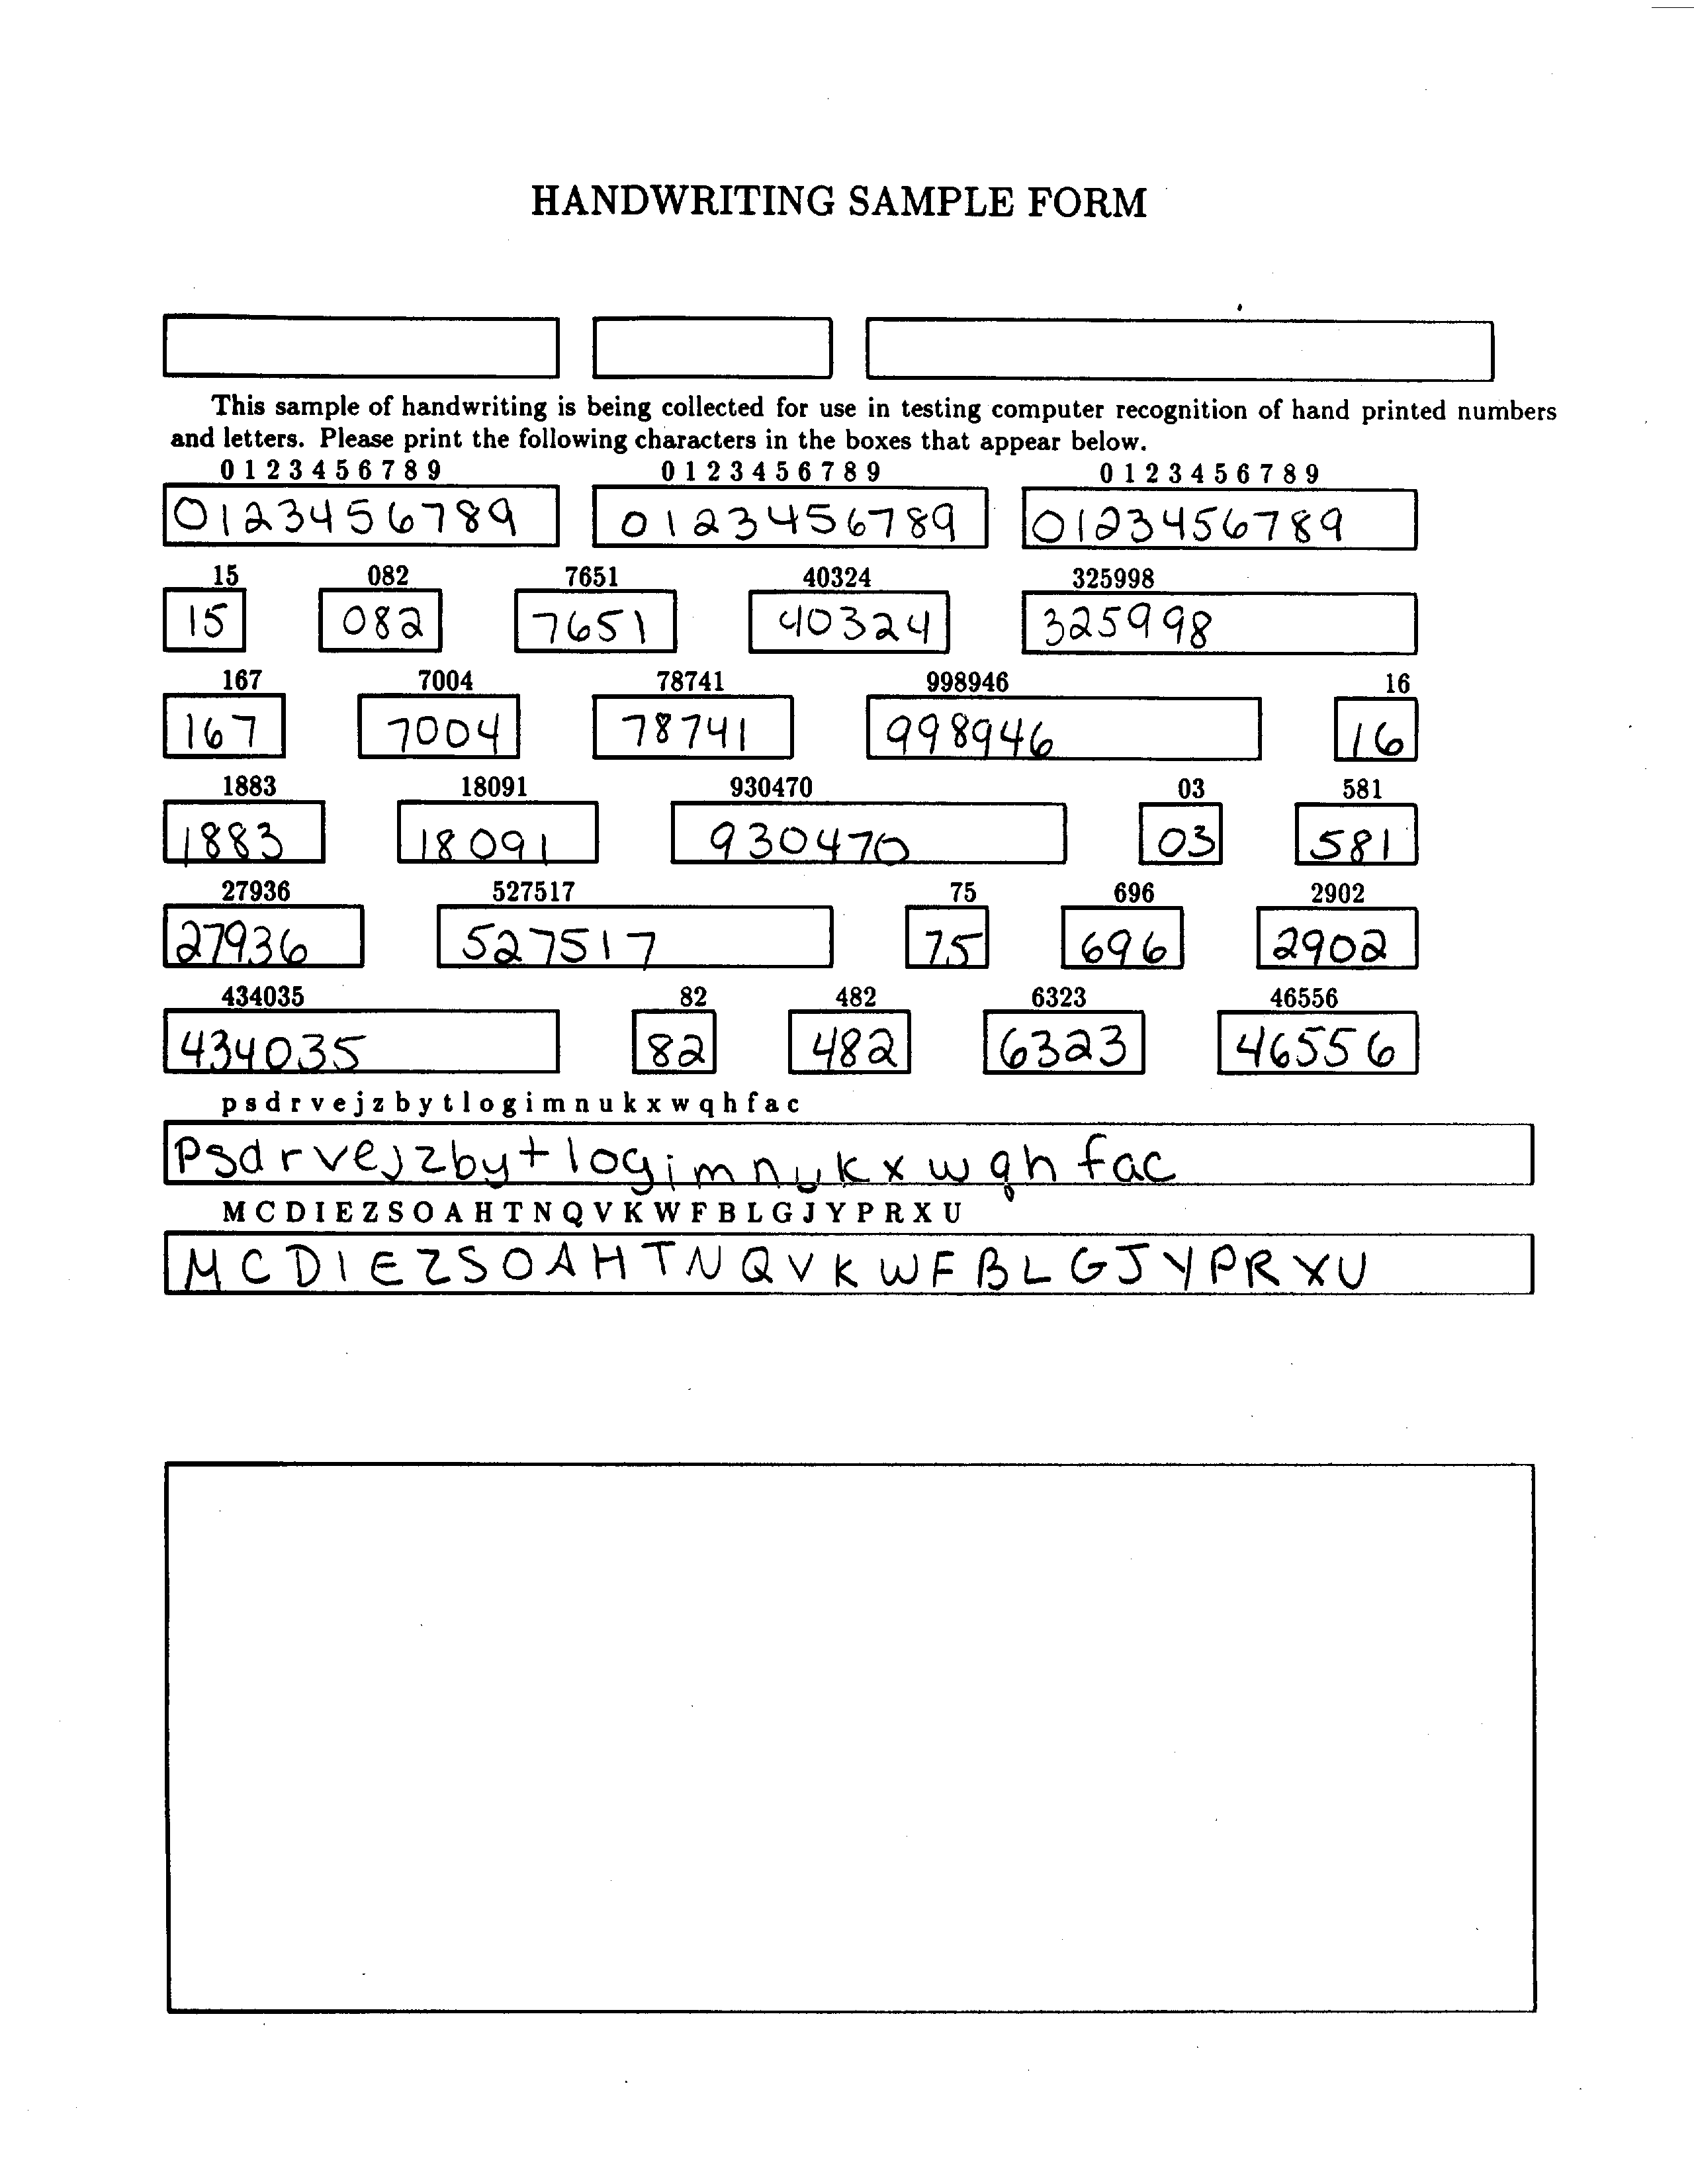 HANDWRITING SAMPLE FORM
This sample of handwriting is being collected for use in testing computer recognition of hand printed numbers
and letters. Please print the following characters in the boxes that appear below.
0 1 2 3 4 5 6 7 8 9 0 1 2 3 4 5 6 7 8 9 0 1 2 3 4 5 6 7 8 9
0123456789 0123456789 0123456789
15 082 7651 40324 325998
15 082 7651 40324 325998
167 7004 78741 998946 16
167 7004 78741 998946 16
1883 18091 930470 03 581
1883 18091 930470 03 581
27936 527517 75 696 2902
27936 527517 75 696 2902
434035 82 482 6323 46556
434035 82 482 6323 46556
p s d r v e j z b y t l o g i m n u k x w q h f a c
psdrvejzbytlogimnukxwqhfac
M C D I E Z S O A H T N Q V K W F B L G J Y P R X U
MCDIEZSOAHTNQVKWFBLGJYPRXU